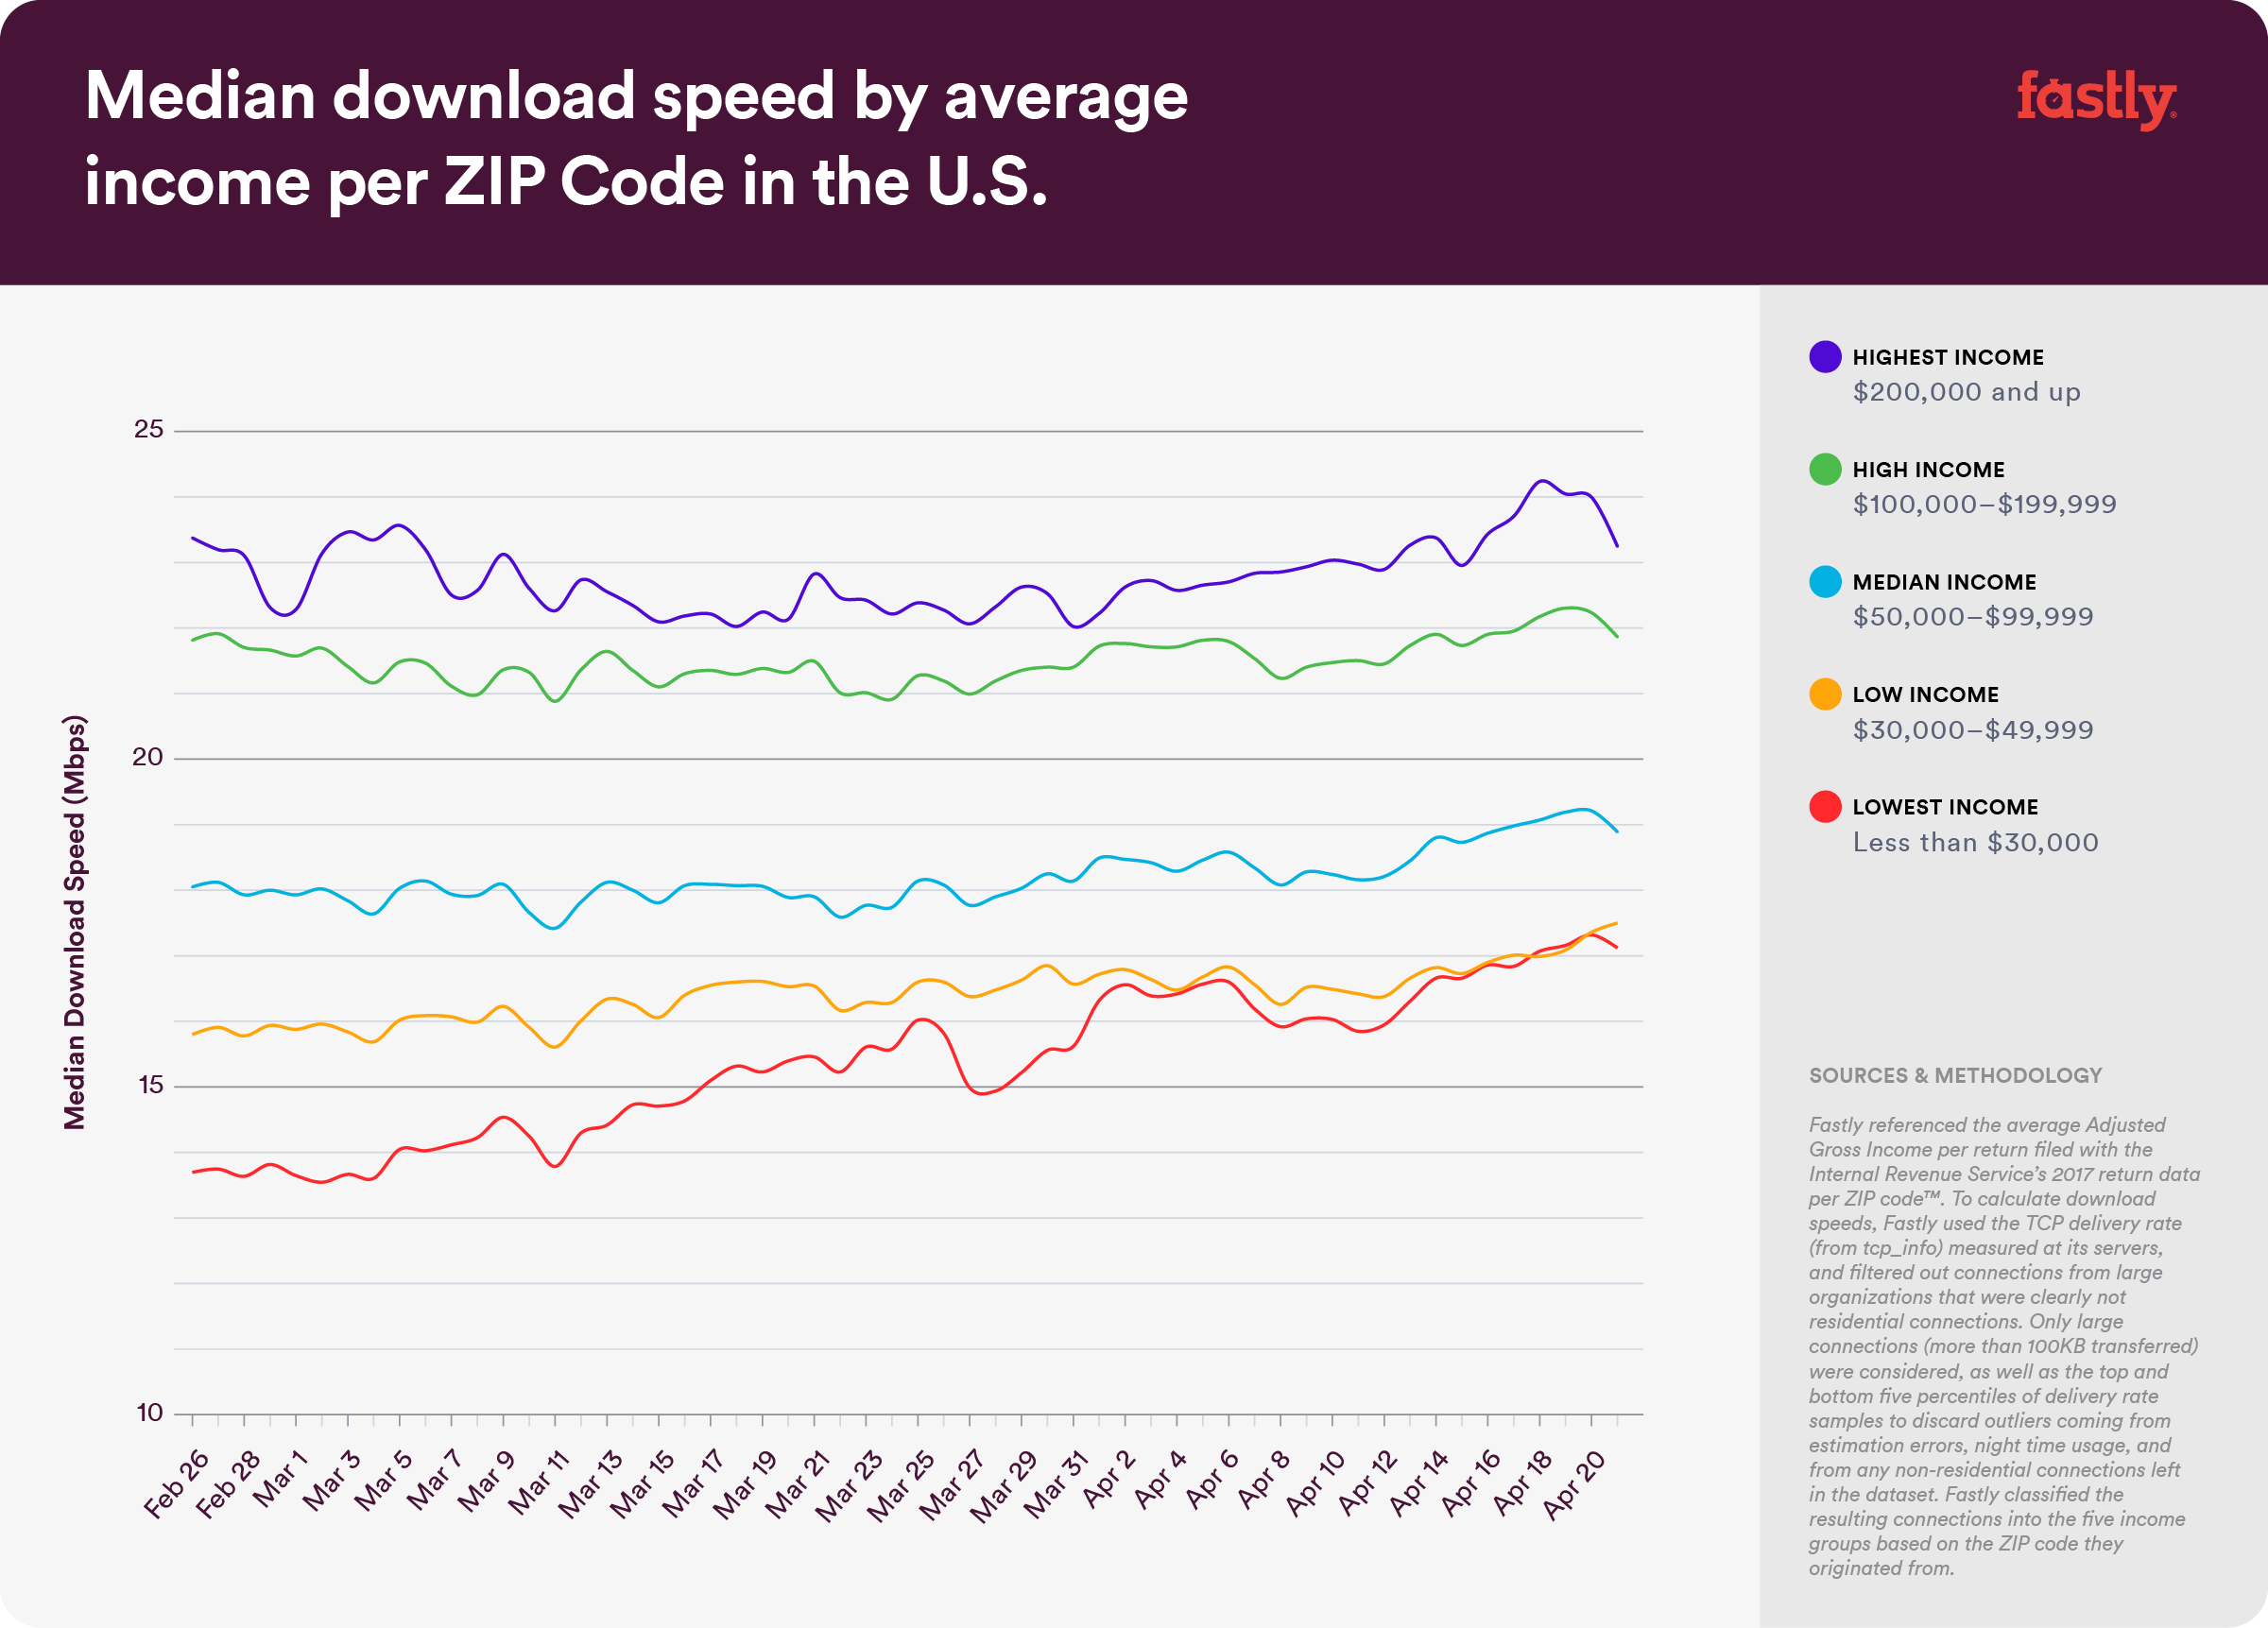 Median download speed by average
income per ZIP Code in the U.S.
fastly®
HIGHEST INCOME
$200,000 and up
HIGH INCOME
$100,000–$199,999
MEDIAN INCOME
$50,000–$99,999
LOW INCOME
$30,000–$49,999
LOWEST INCOME
Less than $30,000
Median Download Speed (Mbps)
25
20
15
10
Feb 26
Feb 28
Mar 1
Mar 3
Mar 5
Mar 7
Mar 9
Mar 11
Mar 13
Mar 15
Mar 17
Mar 19
Mar 21
Mar 23
Mar 25
Mar 27
Mar 29
Mar 31
Apr 2
Apr 4
Apr 6
Apr 8
Apr 10
Apr 12
Apr 14
Apr 16
Apr 18
Apr 20
SOURCES & METHODOLOGY
Fastly referenced the average Adjusted
Gross Income per return filed with the
Internal Revenue Service’s 2017 return data
per ZIP code™. To calculate download
speeds, Fastly used the TCP delivery rate
(from tcp_info) measured at its servers,
and filtered out connections from large
organizations that were clearly not
residential connections. Only large
connections (more than 100KB transferred)
were considered, as well as the top and
bottom five percentiles of delivery rate
samples to discard outliers coming from
estimation errors, night time usage, and
from any non-residential connections left
in the dataset. Fastly classified the
resulting connections into the five income
groups based on the ZIP code they
originated from.